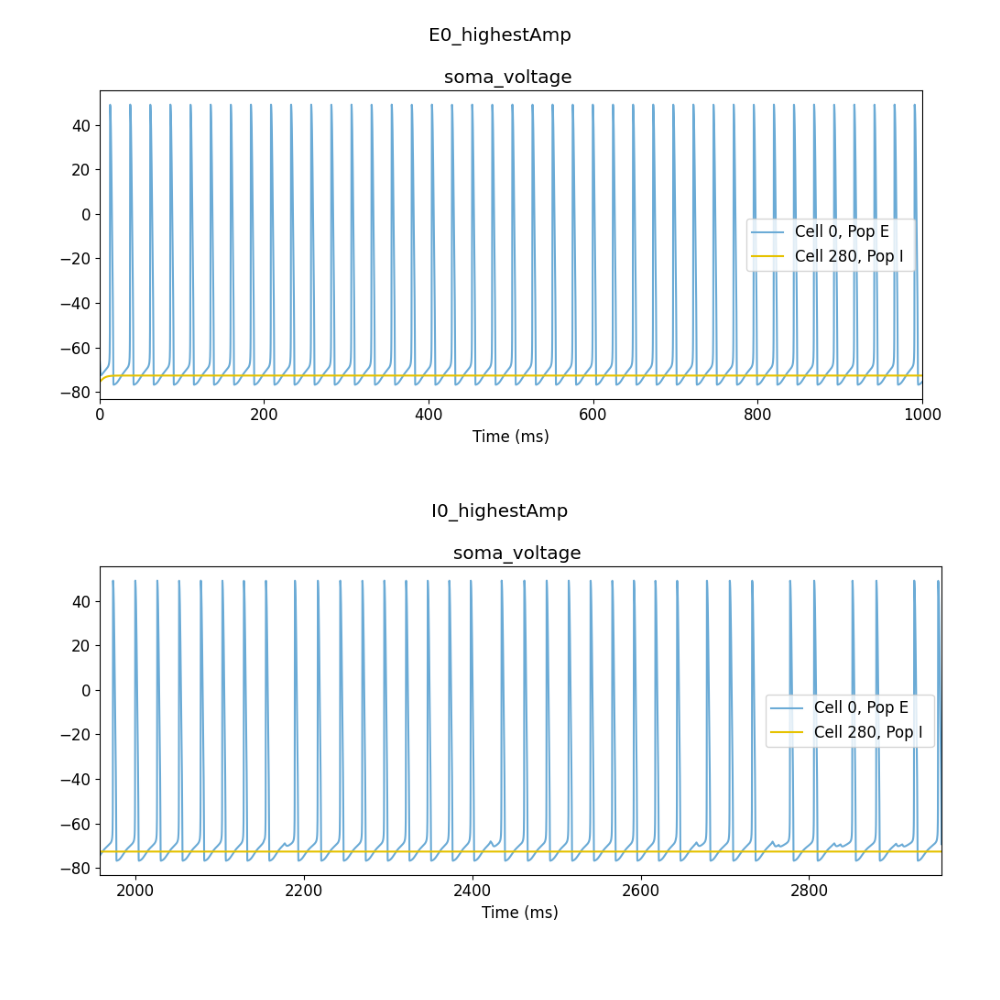 E0_highestAmp
soma_voltage
40
20
0
−20
−40
−60
−80
Cell 0, Pop E
Cell 280, Pop I
0 200 400 600 800 1000
Time (ms)
I0_highestAmp
soma_voltage
40
20
0
−20
−40
−60
−80
Cell 0, Pop E
Cell 280, Pop I
2000 2200 2400 2600 2800
Time (ms)